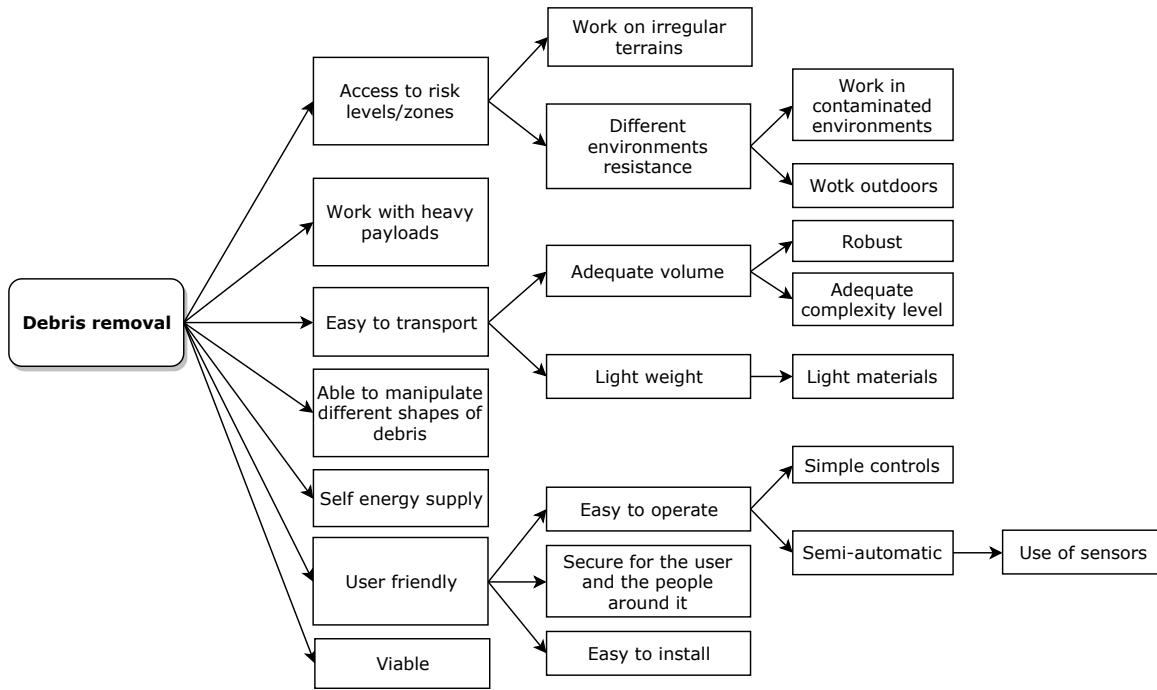 Debris removal
Access to risk
levels/zones
Work with heavy
payloads
Easy to transport
Able to manipulate
different shapes of
debris
Self energy supply
User friendly
Viable
Work on irregular
terrains
Different
environments
resistance
Adequate volume
Light weight
Easy to operate
Secure for the user
and the people
around it
Easy to install
Work in
contaminated
environments
Wotk outdoors
Robust
Adequate
complexity level
Light materials
Simple controls
Semi-automatic
Use of sensors